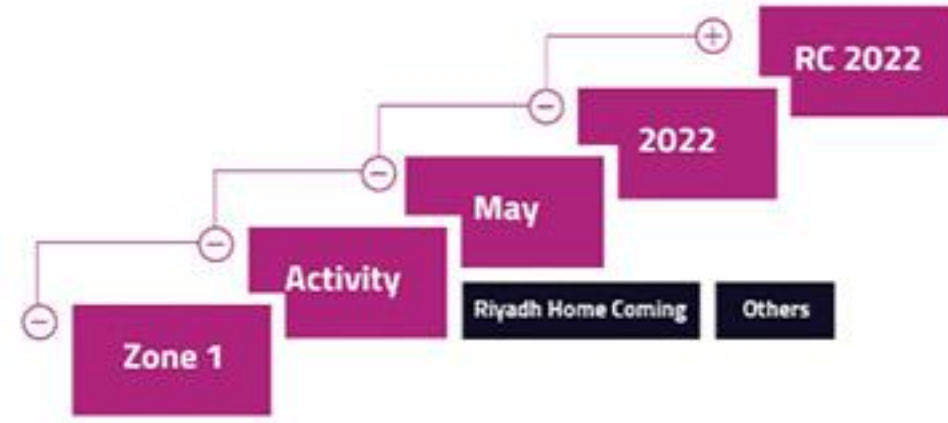 RC 2022
2022
May
Activity
Riyadh Home Coming
Others
Zone 1